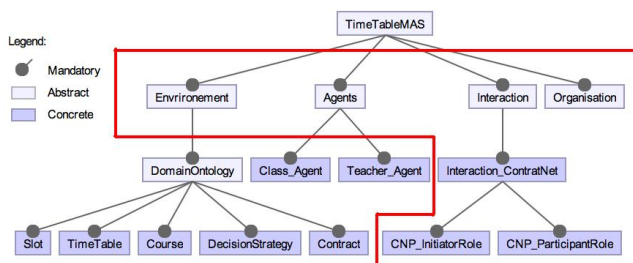 TimeTableMAS
Legend:
Mandatory
Abstract
Concrete
Envrironement
Agents
Interaction
Organisation
DomainOntology
Class_Agent
Teacher_Agent
Interaction_ContratNet
Slot
TimeTable
Course
DecisionStrategy
Contract
CNP_InitiatorRole
CNP_ParticipantRole